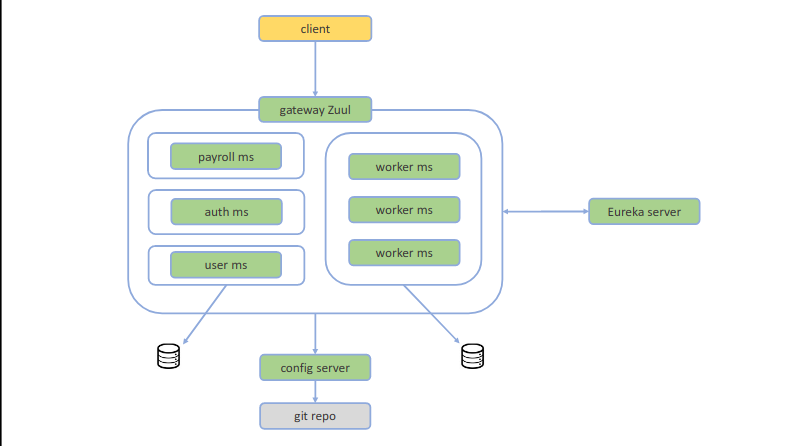 client
gateway Zuul
payroll ms
auth ms
user ms
worker ms
worker ms
worker ms
Eureka server
config server
git repo